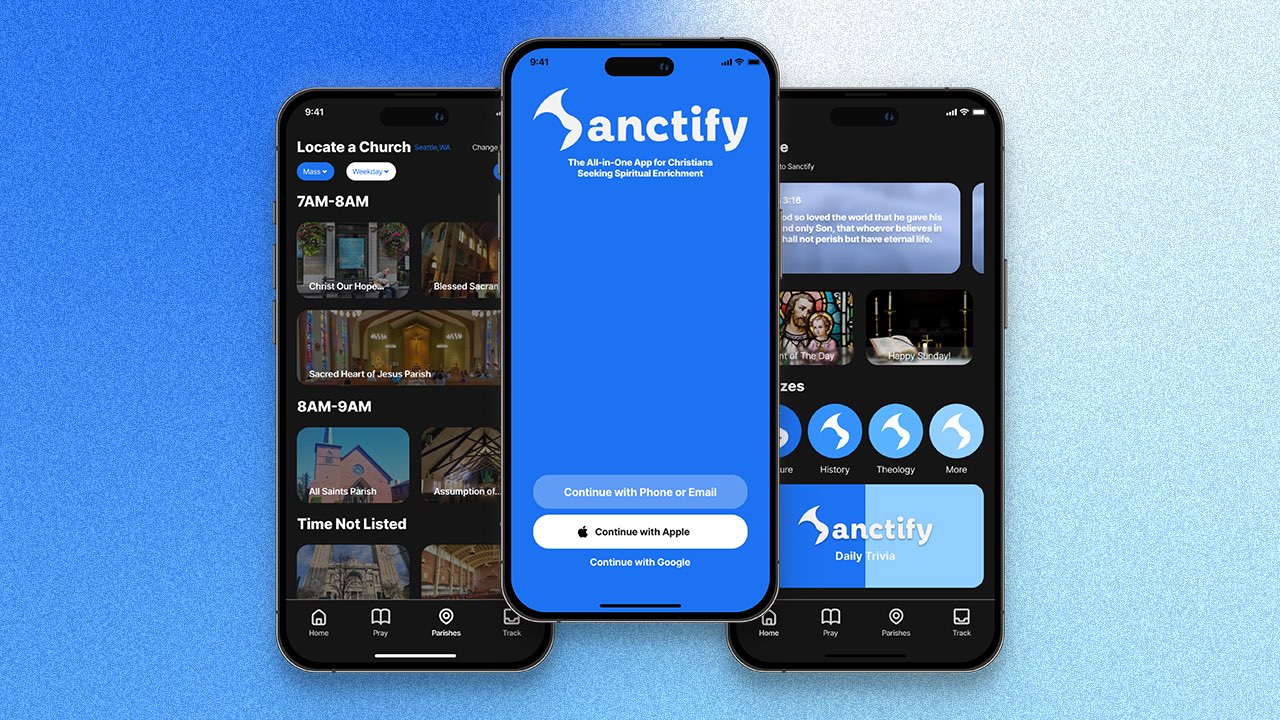 9:41
Locate a Church Seattle,WA Change
Mass Weekday
7AM-8AM
Christ Our Hope... Blessed Sacran
Sacred Heart of Jesus Parish
8AM-9AM
All Saints Parish Assumption of...
Time Not Listed
Home Pray Parishes Track
9:41
Sanctify
The All-in-One App for Christians
Seeking Spiritual Enrichment
Continue with Phone or Email
Continue with Apple
Continue with Google
e
to Sanctify
3:16
od so loved the world that he gave his
nd only Son, that whoever believes in
hall not perish but have eternal life.
nt of The Day Happy Sunday!
zes
ure History Theology More
Sanctify
Daily Trivia
Home Pray Parishes Track